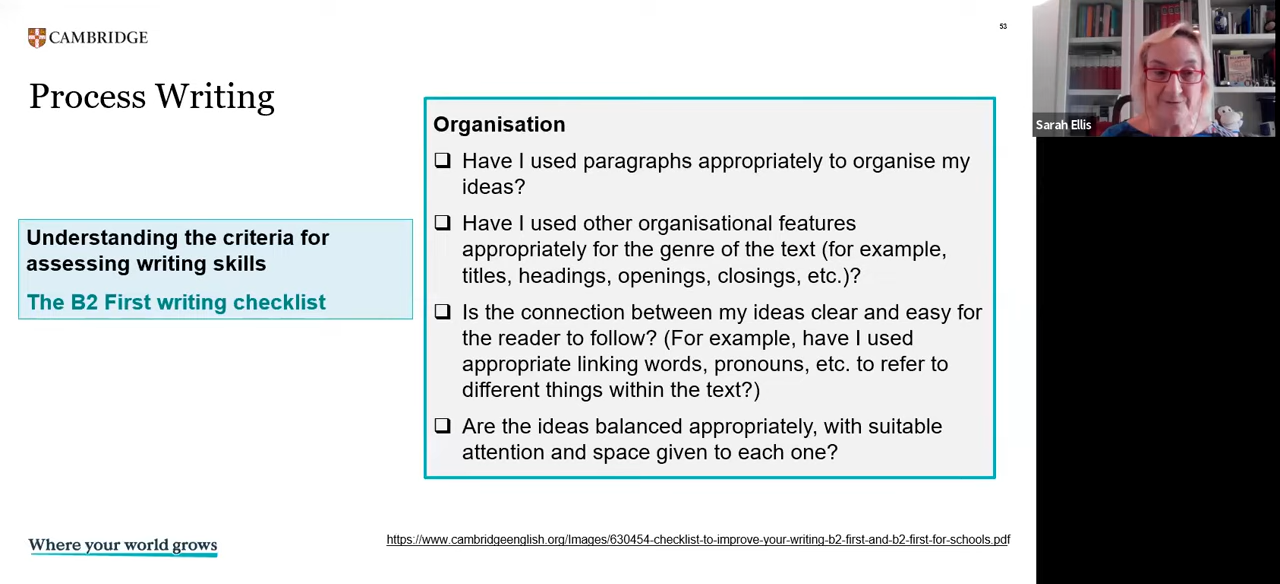 CAMBRIDGE
53
Process Writing
Sarah Ellis
Organisation
❑ Have I used paragraphs appropriately to organise my
ideas?
❑ Have I used other organisational features
appropriately for the genre of the text (for example,
titles, headings, openings, closings, etc.)?
❑ Is the connection between my ideas clear and easy for
the reader to follow? (For example, have I used
appropriate linking words, pronouns, etc. to refer to
different things within the text?)
❑ Are the ideas balanced appropriately, with suitable
attention and space given to each one?
Understanding the criteria for
assessing writing skills
The B2 First writing checklist
Where your world grows
https://www.cambridgeenglish.org/Images/630454-checklist-to-improve-your-writing-b2-first-and-b2-first-for-schools.pdf